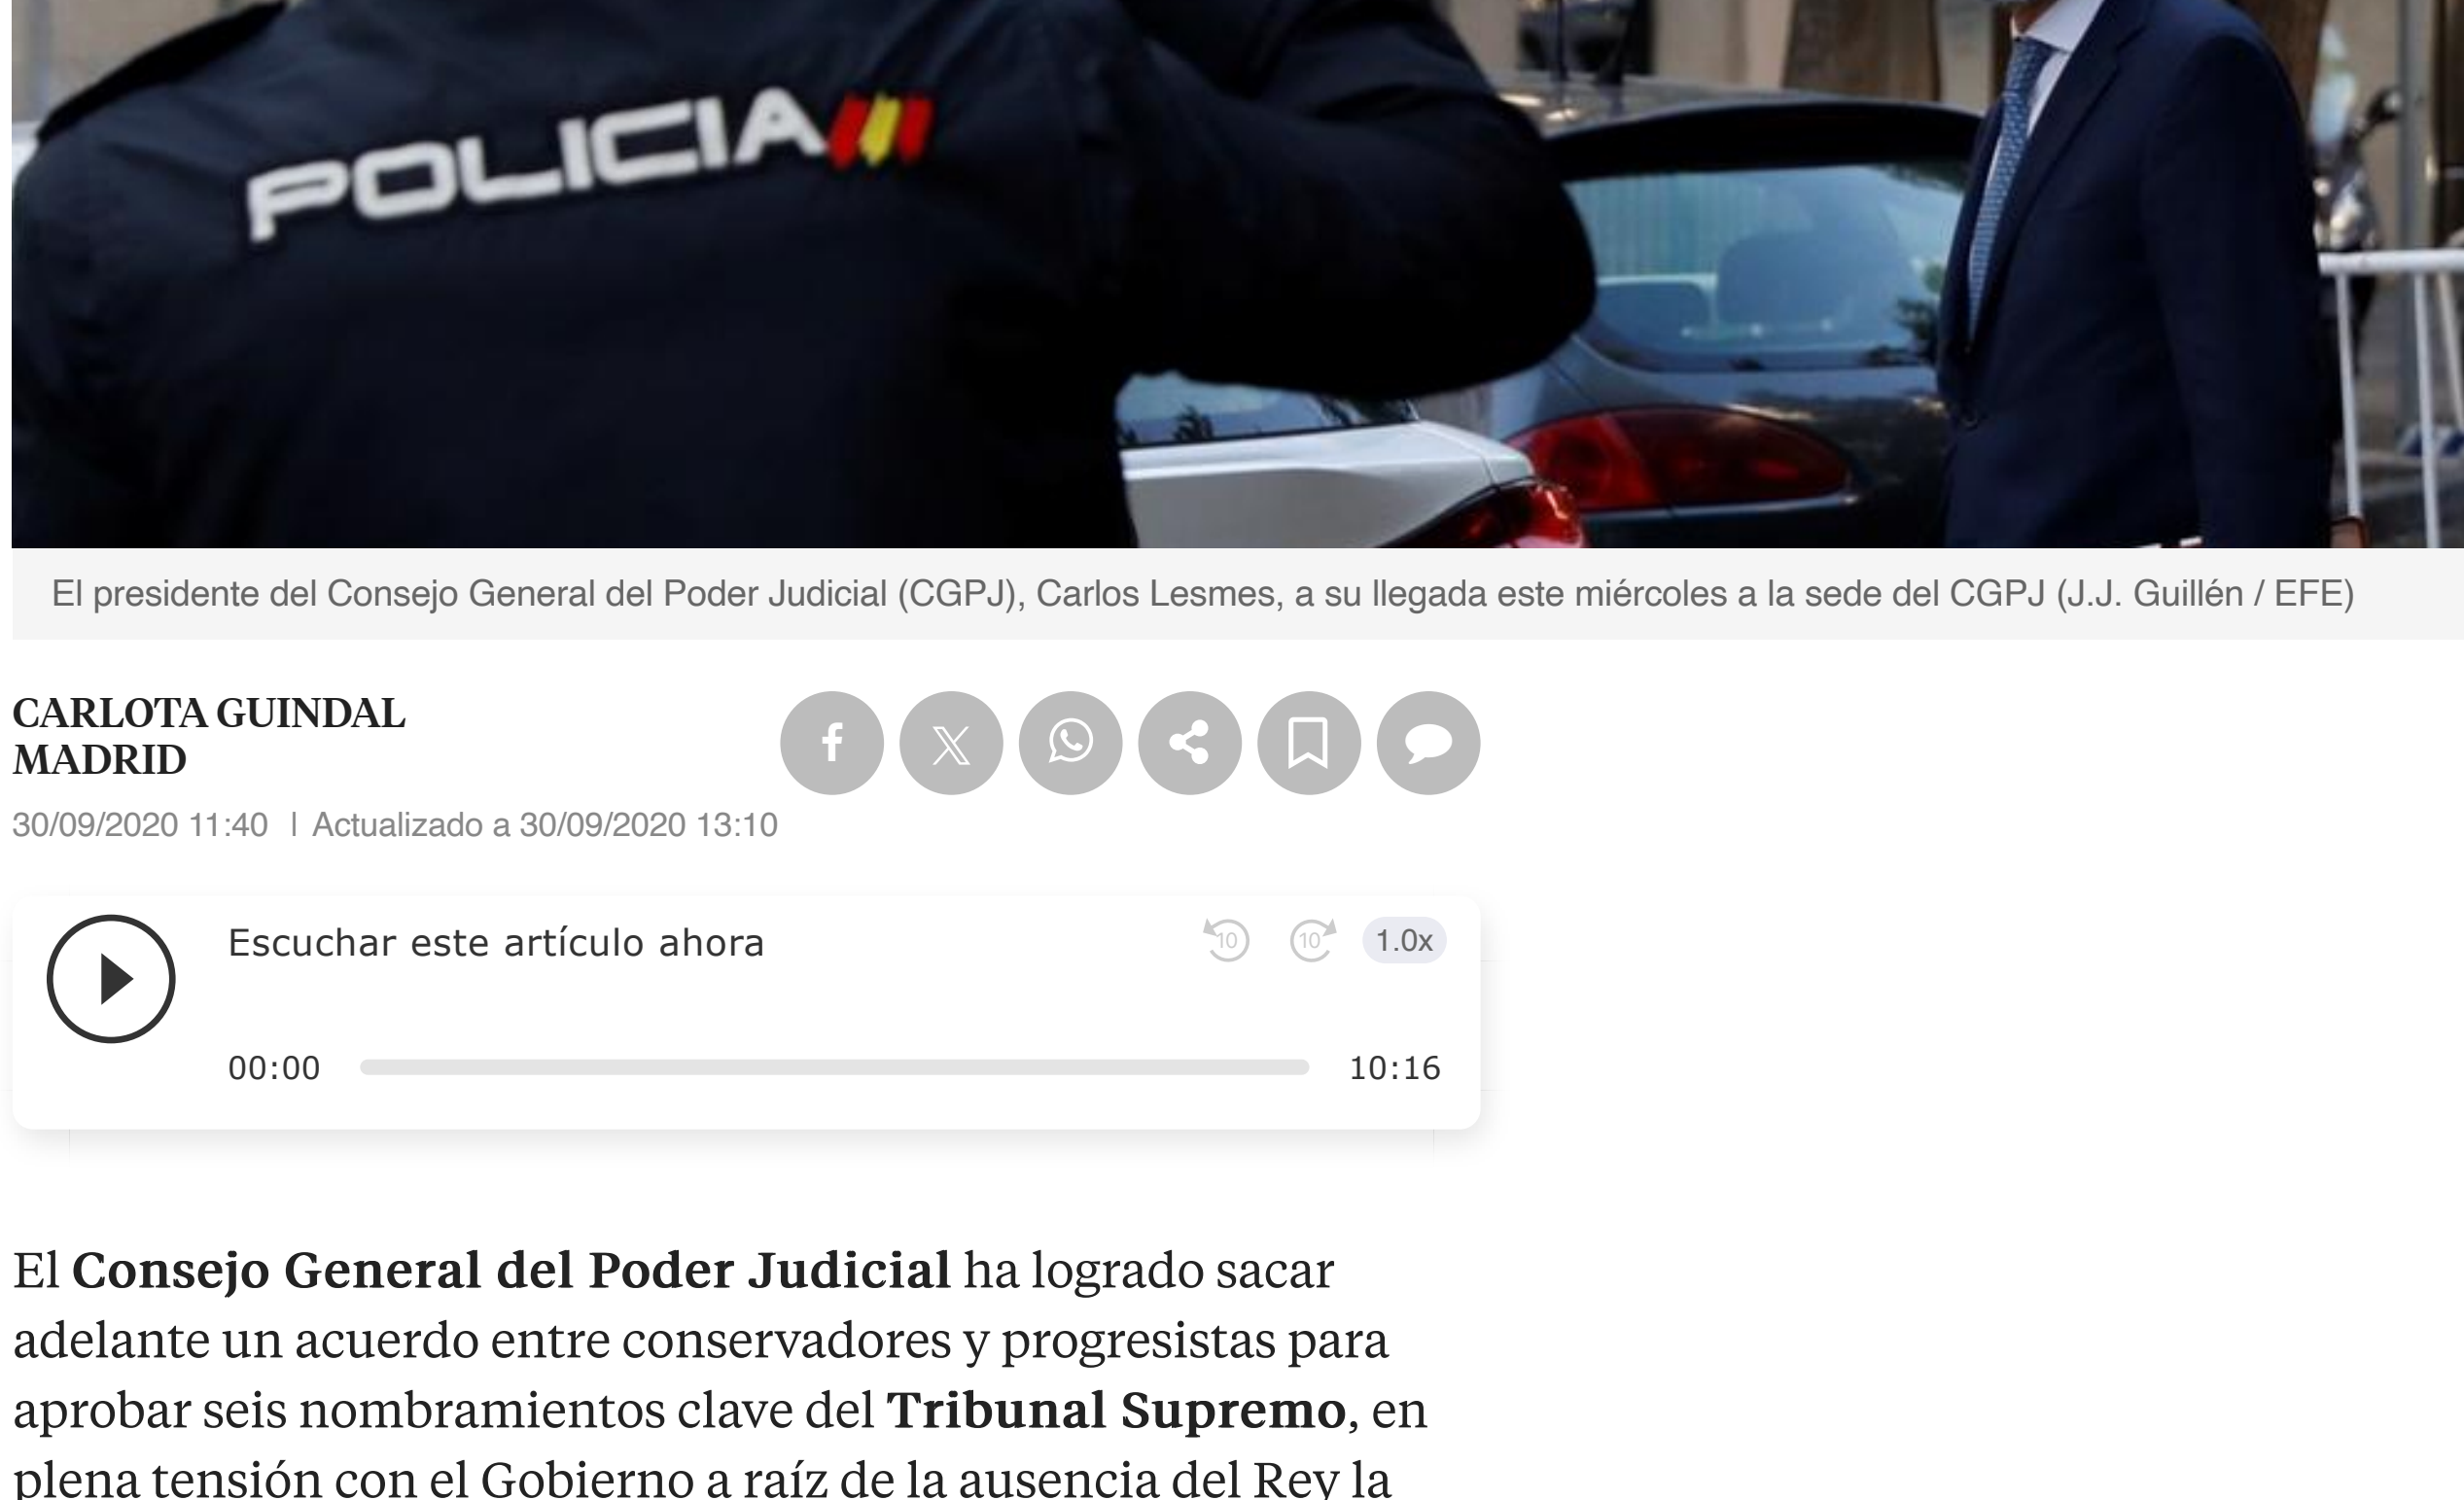 POLICIA
El presidente del Consejo General del Poder Judicial (CGPJ), Carlos Lesmes, a su llegada este miércoles a la sede del CGPJ (J.J. Guillén / EFE)
CARLOTA GUINDAL
MADRID
30/09/2020 11:40 | Actualizado a 30/09/2020 13:10
Escuchar este artículo ahora
10 10 1.0x
00:00 10:16
El Consejo General del Poder Judicial ha logrado sacar
adelante un acuerdo entre conservadores y progresistas para
aprobar seis nombramientos clave del Tribunal Supremo, en
plena tensión con el Gobierno a raíz de la ausencia del Rey la